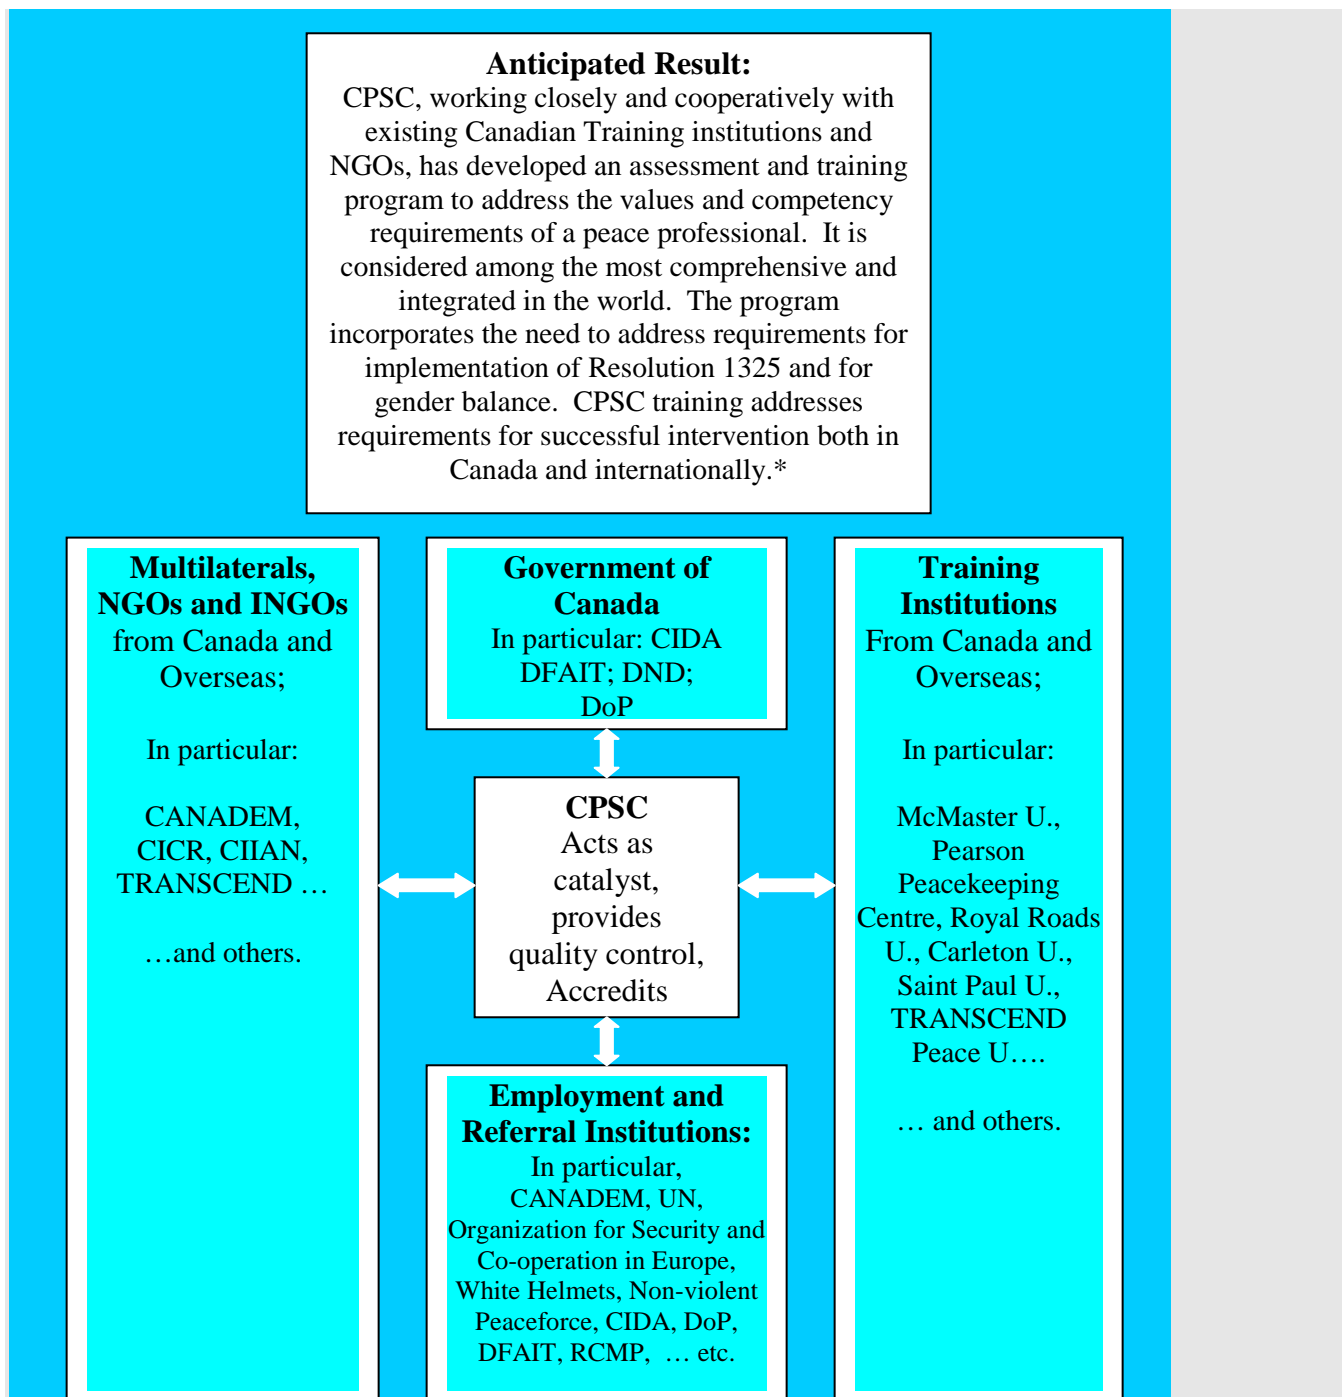 Anticipated Result:
CPSC, working closely and cooperatively with
existing Canadian Training institutions and
NGOs, has developed an assessment and training
program to address the values and competency
requirements of a peace professional.  It is
considered among the most comprehensive and
integrated in the world.  The program
incorporates the need to address requirements for
implementation of Resolution 1325 and for
gender balance.  CPSC training addresses
requirements for successful intervention both in
Canada and internationally.*
Multilaterals,
NGOs and INGOs
from Canada and
Overseas;
In particular:
CANADEM,
CICR, CIIAN,
TRANSCEND …
…and others.
Government of
Canada
In particular: CIDA
DFAIT; DND;
DoP
CPSC
Acts as
catalyst,
provides
quality control,
Accredits
Employment and
Referral Institutions:
In particular,
CANADEM, UN,
Organization for Security and
Co-operation in Europe,
White Helmets, Non-violent
Peaceforce, CIDA, DoP,
DFAIT, RCMP,  … etc.
Training
Institutions
From Canada and
Overseas;
In particular:
McMaster U.,
Pearson
Peacekeeping
Centre, Royal Roads
U., Carleton U.,
Saint Paul U.,
TRANSCEND
Peace U….
… and others.